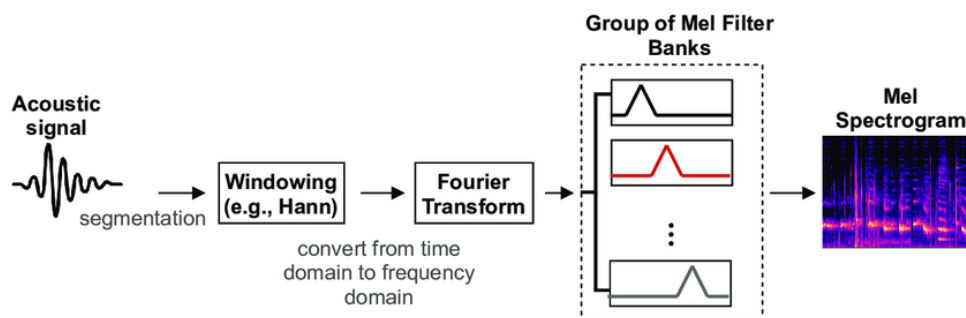 Acoustic
signal
segmentation
Windowing
(e.g., Hann)
convert from time
domain to frequency
domain
Fourier
Transform
Group of Mel Filter
Banks
...
Mel
Spectrogram